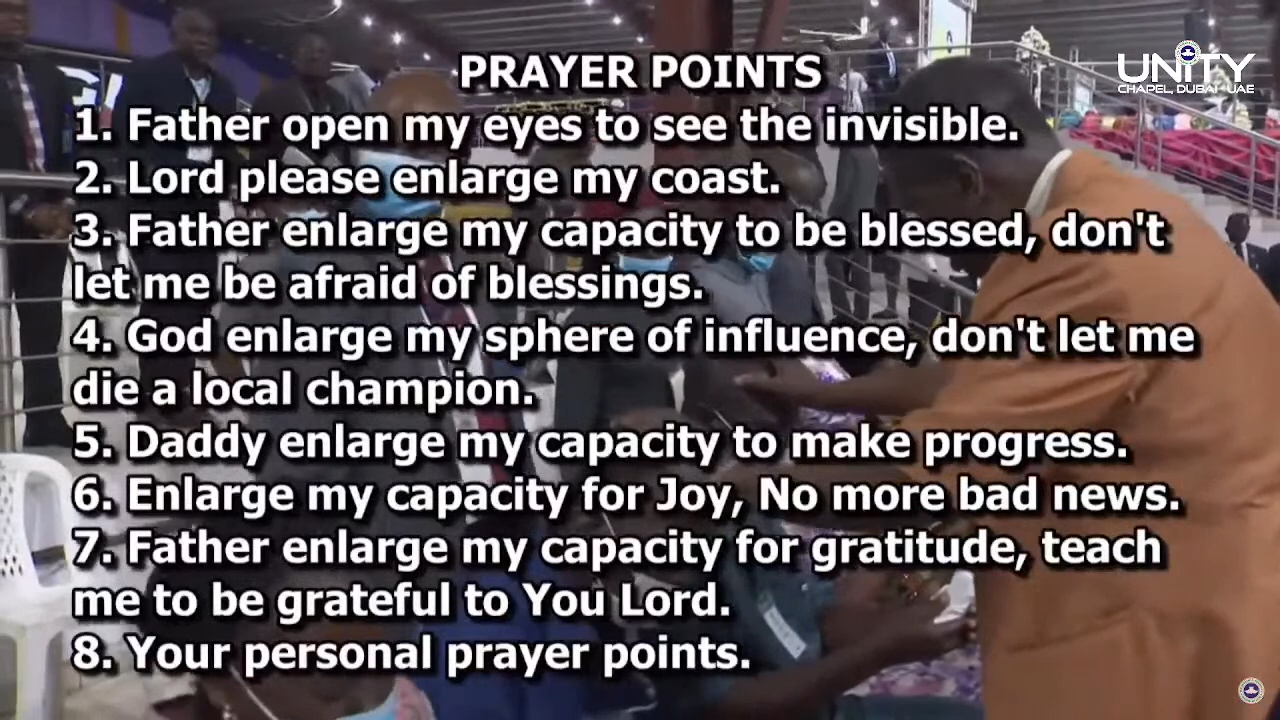 PRAYER POINTS
1. Father open my eyes to see the invisible.
2. Lord please enlarge my coast.
3. Father enlarge my capacity to be blessed, don't
let me be afraid of blessings.
4. God enlarge my sphere of influence, don't let me
die a local champion.
5. Daddy enlarge my capacity to make progress.
6. Enlarge my capacity for Joy, No more bad news.
7. Father enlarge my capacity for gratitude, teach
me to be grateful to You Lord.
8. Your personal prayer points.
UNITY
CHAPEL, DUBAI - UAE